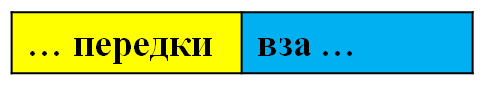 … передки вза …